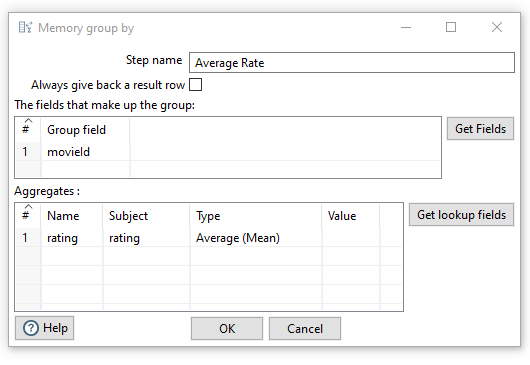 Memory group by
Step name Average Rate
Always give back a result row
The fields that make up the group:
# Group field
Get Fields
1 movieId
Aggregates :
# Name Subject Type Value
Get lookup fields
1 rating rating Average (Mean)
? Help OK Cancel